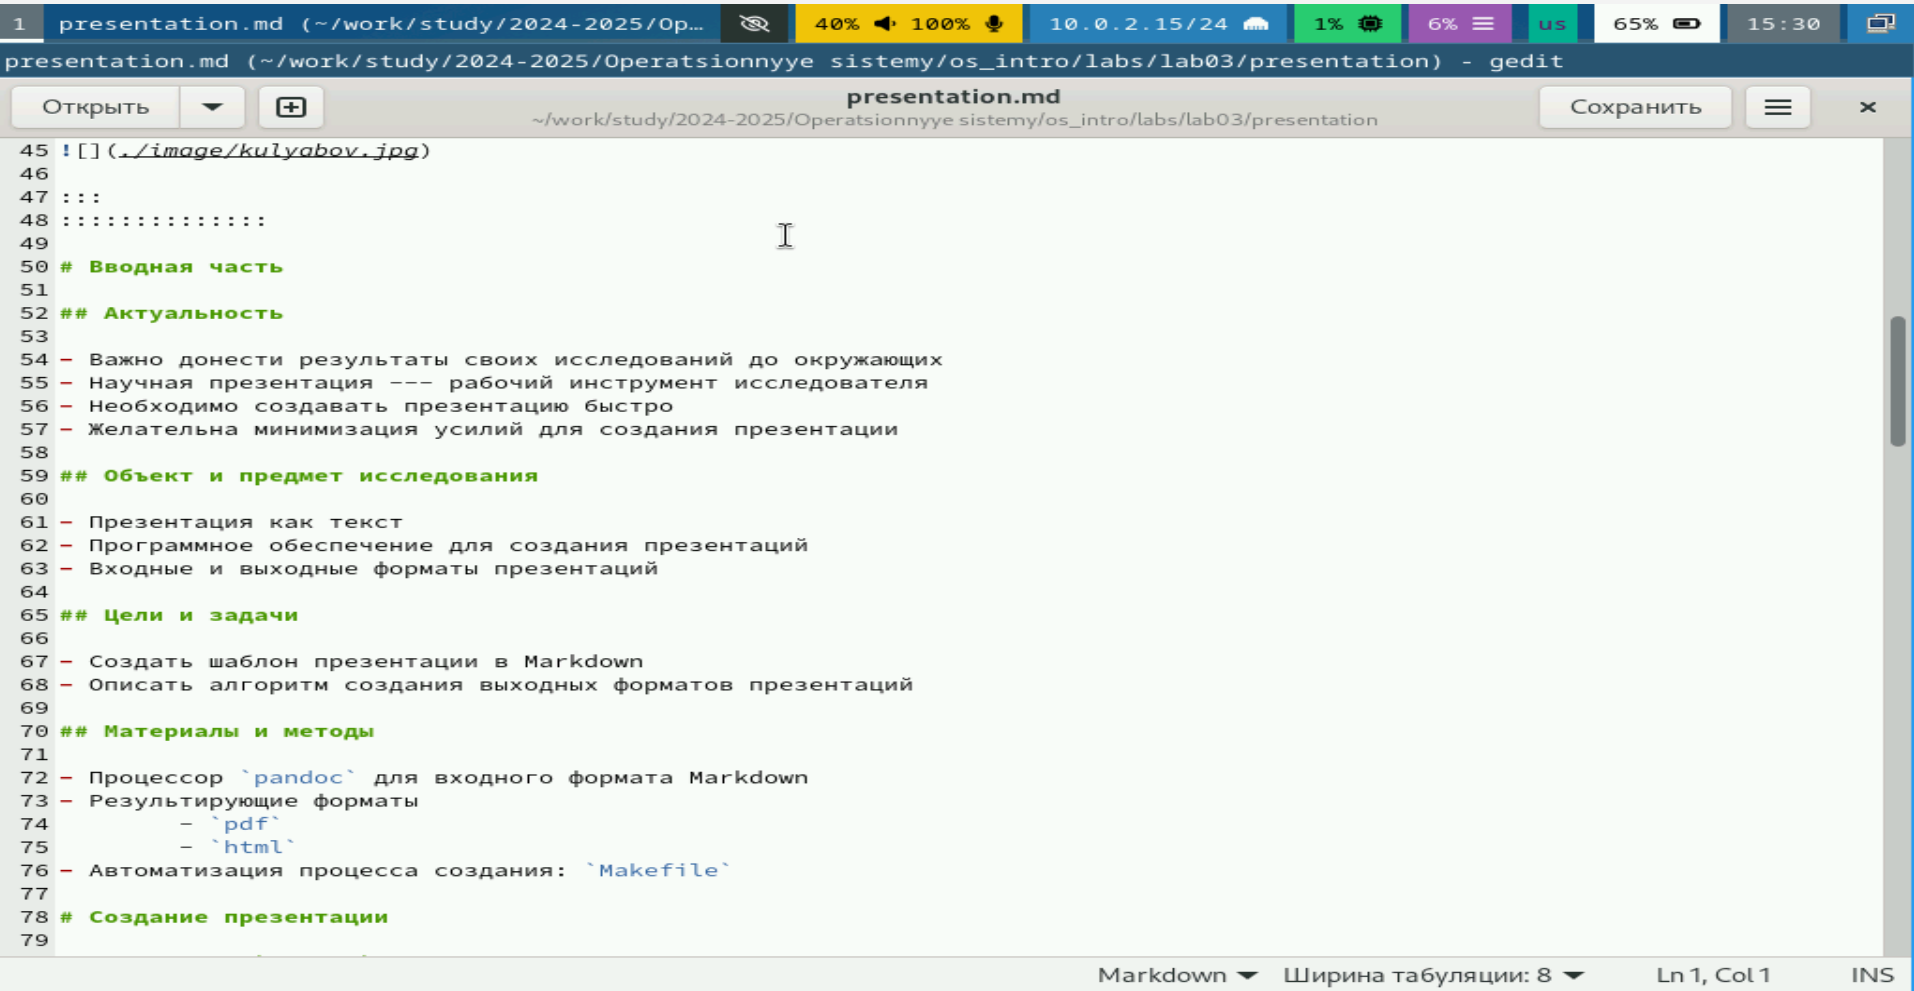 1 presentation.md (~/work/study/2024-2025/Op… 40% 100% 10.0.2.15/24 1% 6% us 65% 15:30
presentation.md (~/work/study/2024-2025/Operatsionnyye sistemy/os_intro/labs/lab03/presentation) - gedit
Открыть presentation.md Сохранить
~/work/study/2024-2025/Operatsionnyye sistemy/os_intro/labs/lab03/presentation
45 ![](./image/kulyabov.jpg)
46
47 :::
48 ::::::::::::::
49
50 # Вводная часть
51
52 ## Актуальность
53
54 - Важно донести результаты своих исследований до окружающих
55 - Научная презентация --- рабочий инструмент исследователя
56 - Необходимо создавать презентацию быстро
57 - Желательна минимизация усилий для создания презентации
58
59 ## Объект и предмет исследования
60
61 - Презентация как текст
62 - Программное обеспечение для создания презентаций
63 - Входные и выходные форматы презентаций
64
65 ## Цели и задачи
66
67 - Создать шаблон презентации в Markdown
68 - Описать алгоритм создания выходных форматов презентаций
69
70 ## Материалы и методы
71
72 - Процессор `pandoc` для входного формата Markdown
73 - Результирующие форматы
74 - `pdf`
75 - `html`
76 - Автоматизация процесса создания: `Makefile`
77
78 # Создание презентации
79
Markdown Ширина табуляции: 8 Ln 1, Col 1 INS